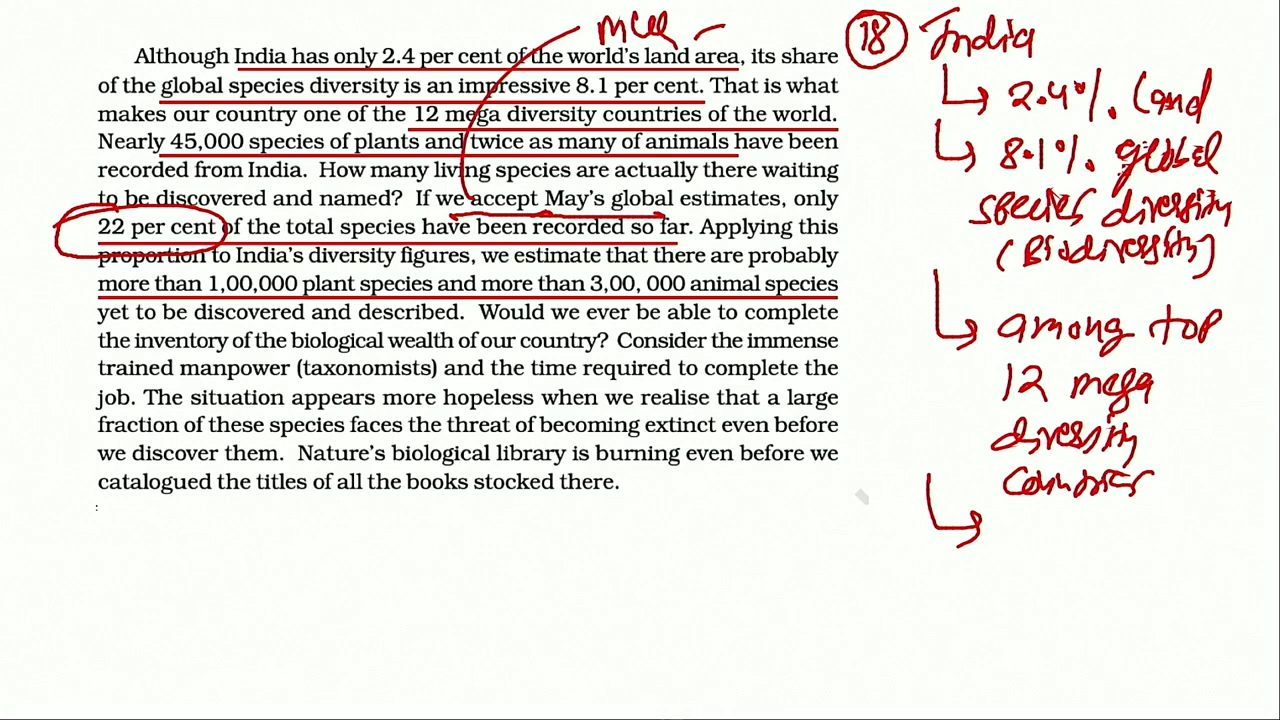 MCQ
Although India has only 2.4 per cent of the world's land area, its share
of the global species diversity is an impressive 8.1 per cent. That is what
makes our country one of the 12 mega diversity countries of the world.
Nearly 45,000 species of plants and twice as many of animals have been
recorded from India. How many living species are actually there waiting
to be discovered and named? If we accept May's global estimates, only
22 per cent of the total species have been recorded so far. Applying this
proportion to India's diversity figures, we estimate that there are probably
more than 1,00,000 plant species and more than 3,00, 000 animal species
yet to be discovered and described. Would we ever be able to complete
the inventory of the biological wealth of our country? Consider the immense
trained manpower (taxonomists) and the time required to complete the
job. The situation appears more hopeless when we realise that a large
fraction of these species faces the threat of becoming extinct even before
we discover them. Nature's biological library is burning even before we
catalogued the titles of all the books stocked there.
18 India
2.4%. land
8.1%. global
species diversity
(Biodiversity)
among top
12 mega
diversity
countries